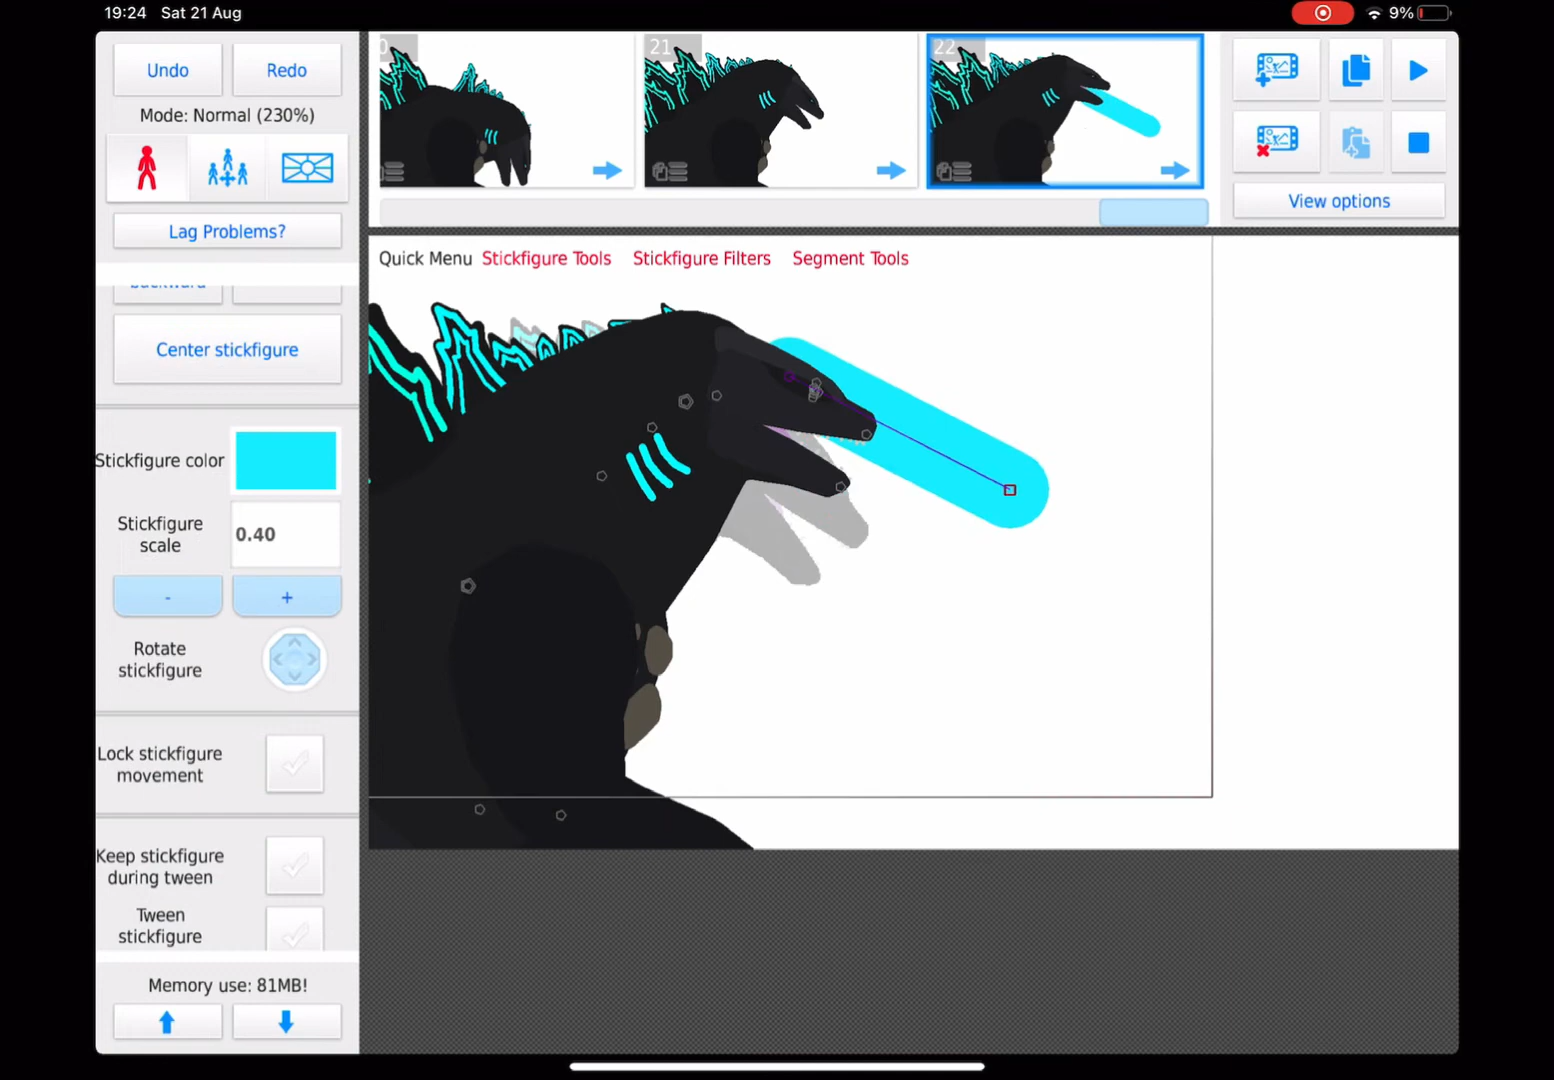 19:24 Sat 21 Aug
9%
Undo
Redo
Mode: Normal (230%)
Lag Problems?
backward
Center stickfigure
Stickfigure color
Stickfigure
scale
0.40
-
+
Rotate
stickfigure
Lock stickfigure
movement
Keep stickfigure
during tween
Tween
stickfigure
Memory use: 81MB!
0
21
22
View options
Quick Menu
Stickfigure Tools
Stickfigure Filters
Segment Tools